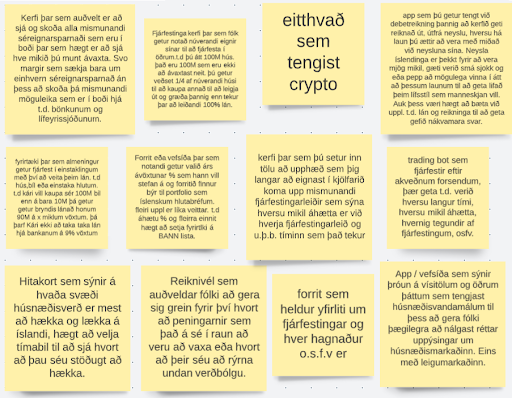 Kerfi þar sem auðvelt er að
sjá og skoða alla mismunandi
séreignarsparnaði sem eru í
boði þar sem hægt er að sjá
hve mikið þú munt ávaxta. Svo
margir sem sækja bara um
einhvern séreignarsparnað án
þess að skoða þá mismunandi
möguleika sem er í boði hjá
t.d. bönkunum og
lífeyrissjóðunum.
Fjárfestinga kerfi þar sem fólk
getur notað núverandi eignir
sínar til að fjárfesta í
öðrum.t.d þú átt 100M hús.
það eru 100M sem eru ekki
að ávaxtast neitt. þú getur
veðsett 1/4 af núverandi húsi
til að kaupa annað til að leigja
út og græða þannig enn tekur
þar af leiðandi 100% lán.
eitthvað
sem
tengist
crypto
app sem þú getur tengt við
debetreikning þannig að kerfið geti
reiknað út, útfrá neyslu, hversu há
laun þú ættir að vera með miðað
við neysluna sína. Neysla
íslendinga er þekkt fyrir að vera
mjög mikil, gæti verið smá sjokk og
eða pepp að mögulega vinna í átt
að þessum launum til að geta lifað
þeim lífsstíl sem manneskjan vill.
Auk þess væri hægt að bæta við
uppl. t.d. lán og reikninga til að geta
gefið nákvæmara svar.
fyrirtæki þar sem almeningur
getur fjárfest í einstaklingum
með því að veita þeim lán. t.d
hús,bíl eða einstaka hlutum.
t.d kári vill kaupa sér 100M bíl
enn á bara 10M þá getur
getur bryndís lánað honum
90M á x miklum vöxtum. þá
þarf Kári ekki að taka taka lán
hjá bankanum á 9% vöxtum
Forrit eða vefsíða þar sem
notandi getur valið árs
ávöxtunar % sem hann vill
stefan á og forritið finnur
býr til portfolio sem
íslenskum hlutabréfum,
fleiri uppl er líka veittar. t.d
áhætu % og fleirra einnit
hægt að setja fyrirtlki á
BANN lista.
kerfi þar sem þú setur inn
tölu að upphæð sem þig
langar að eignast í kjölfarið
koma upp mismunandi
fjárfestingarleiðir sem sýna
hversu mikil áhætta er við
hverja fjárfestingarleið og
u.þ.b. tíminn sem það tekur
trading bot sem
fjárfestir eftir
akveðnum forsendum,
þær geta t.d. verið
hversu langur tími,
hversu mikil áhætta,
hvernig tegundir af
fjárfestingum, osfv.
Hitakort sem sýnir á
hvaða svæði
húsnæðisverð er mest
að hækka og lækka á
íslandi, hægt að velja
tímabil til að sjá hvort
að þau séu stöðugt að
hækka.
Reiknivél sem
auðveldar fólki að gera
sig grein fyrir því hvort
að peningarnir sem
það á sé í raun að
veru að vaxa eða hvort
að þeir séu að rýrna
undan verðbólgu.
forrit sem
heldur yfirliti um
fjárfestingar og
hver hagnaður
o.s.f.v er
App / vefsíða sem sýnir
þróun á vísitölum og öðrum
þáttum sem tengjast
húsnæðisvandamálum til
þess að gera fólki
þægilegra að nálgast réttar
uppýsingar um
húsnæðismarkaðinn. Eins
með leigumarkaðinn.